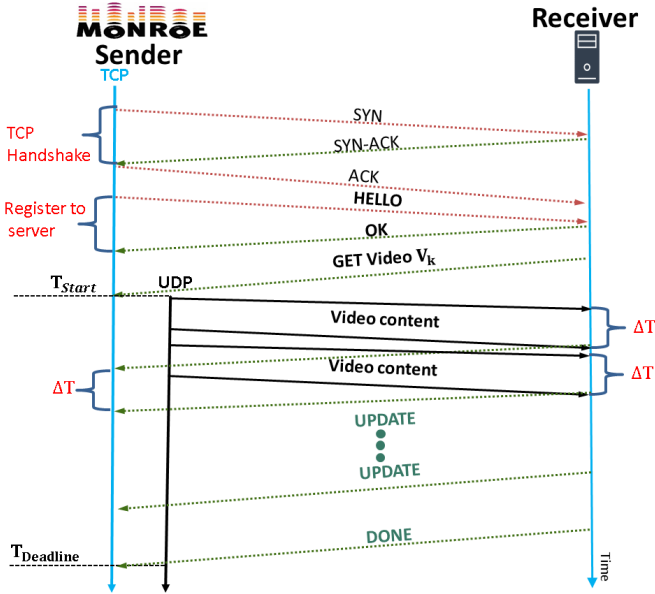 MONROE
Sender
Receiver
TCP
SYN
TCP
Handshake
SYN-ACK
ACK
HELLO
Register to
server
OK
GET Video Vk
TStart
UDP
Video content
ΔT
Video content
ΔT
ΔT
UPDATE
UPDATE
DONE
TDeadline
Time